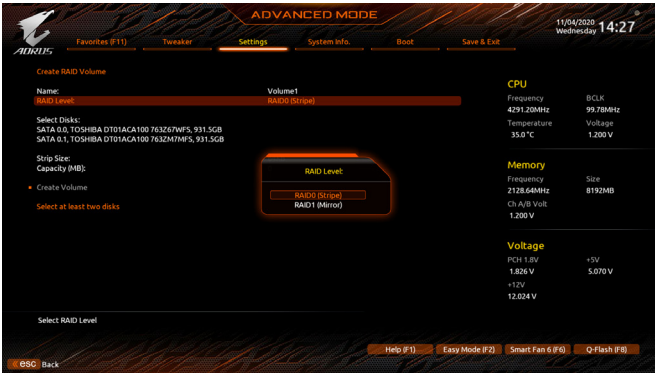 ADVANCED MODE
11/04/2020 Wednesday 14:27
AORUS
Favorites (F11) Tweaker Settings System Info. Boot Save & Exit
Create RAID Volume
Name: Volume1
RAID Level: RAID0 (Stripe)
Select Disks:
SATA 0.0, TOSHIBA DT01ACA100 763Z67WFS, 931.5GB
SATA 0.1, TOSHIBA DT01ACA100 763ZM7MFS, 931.5GB
Strip Size:
Capacity (MB):
Create Volume
Select at least two disks
RAID Level:
RAID0 (Stripe)
RAID1 (Mirror)
CPU
Frequency BCLK
4291.20MHz 99.78MHz
Temperature Voltage
35.0 °C 1.200 V
Memory
Frequency Size
2128.64MHz 8192MB
Ch A/B Volt
1.200 V
Voltage
PCH 1.8V +5V
1.826 V 5.070 V
+12V
12.024 V
Select RAID Level
Help (F1) Easy Mode (F2) Smart Fan 6 (F6) Q-Flash (F8)
esc Back